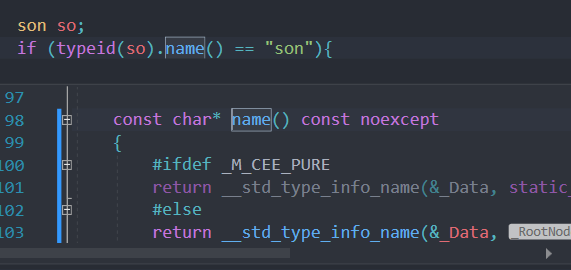 son so;
if (typeid(so).name() == "son"){
97
98 const char* name() const noexcept
99 {
100 #ifdef _M_CEE_PURE
101 return __std_type_info_name(&_Data, static_
102 #else
103 return __std_type_info_name(&_Data, _RootNod